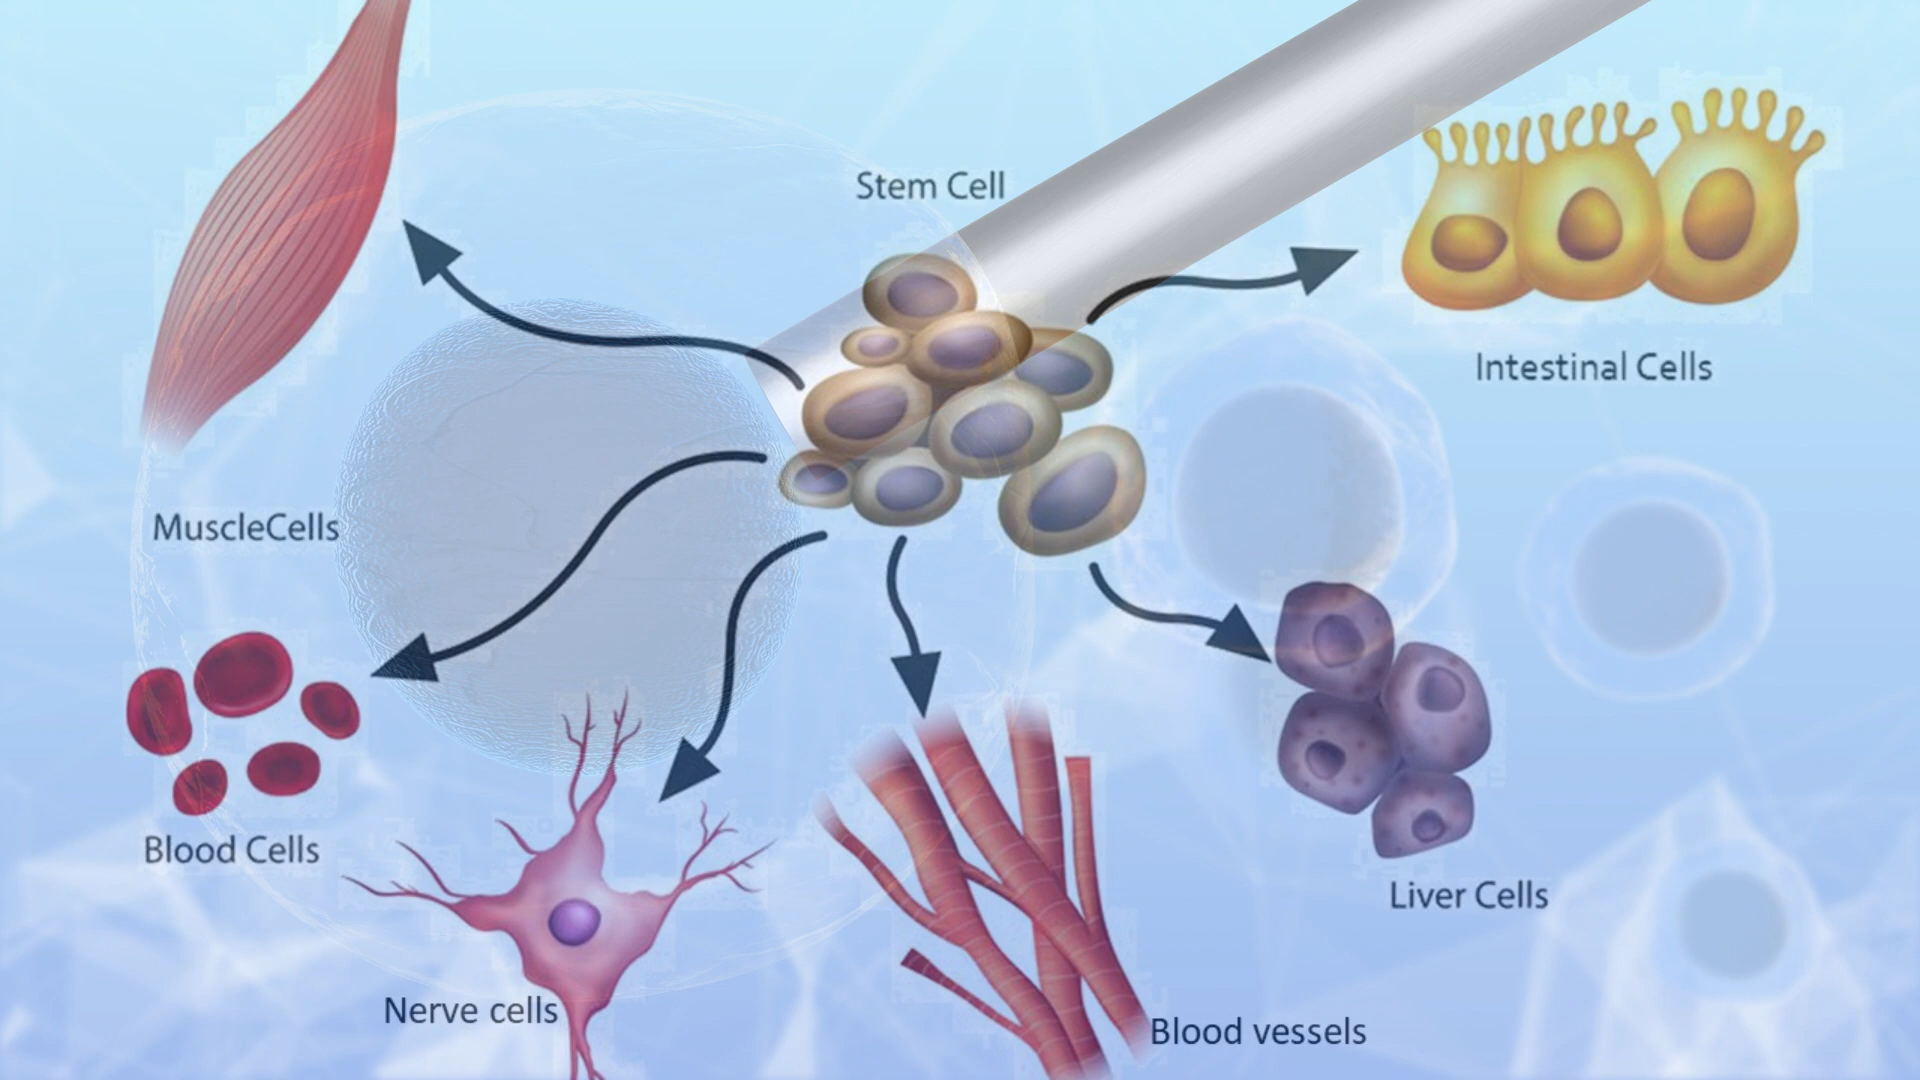 Stem Cell
Intestinal Cells
MuscleCells
Blood Cells
Liver Cells
Nerve cells
Blood vessels